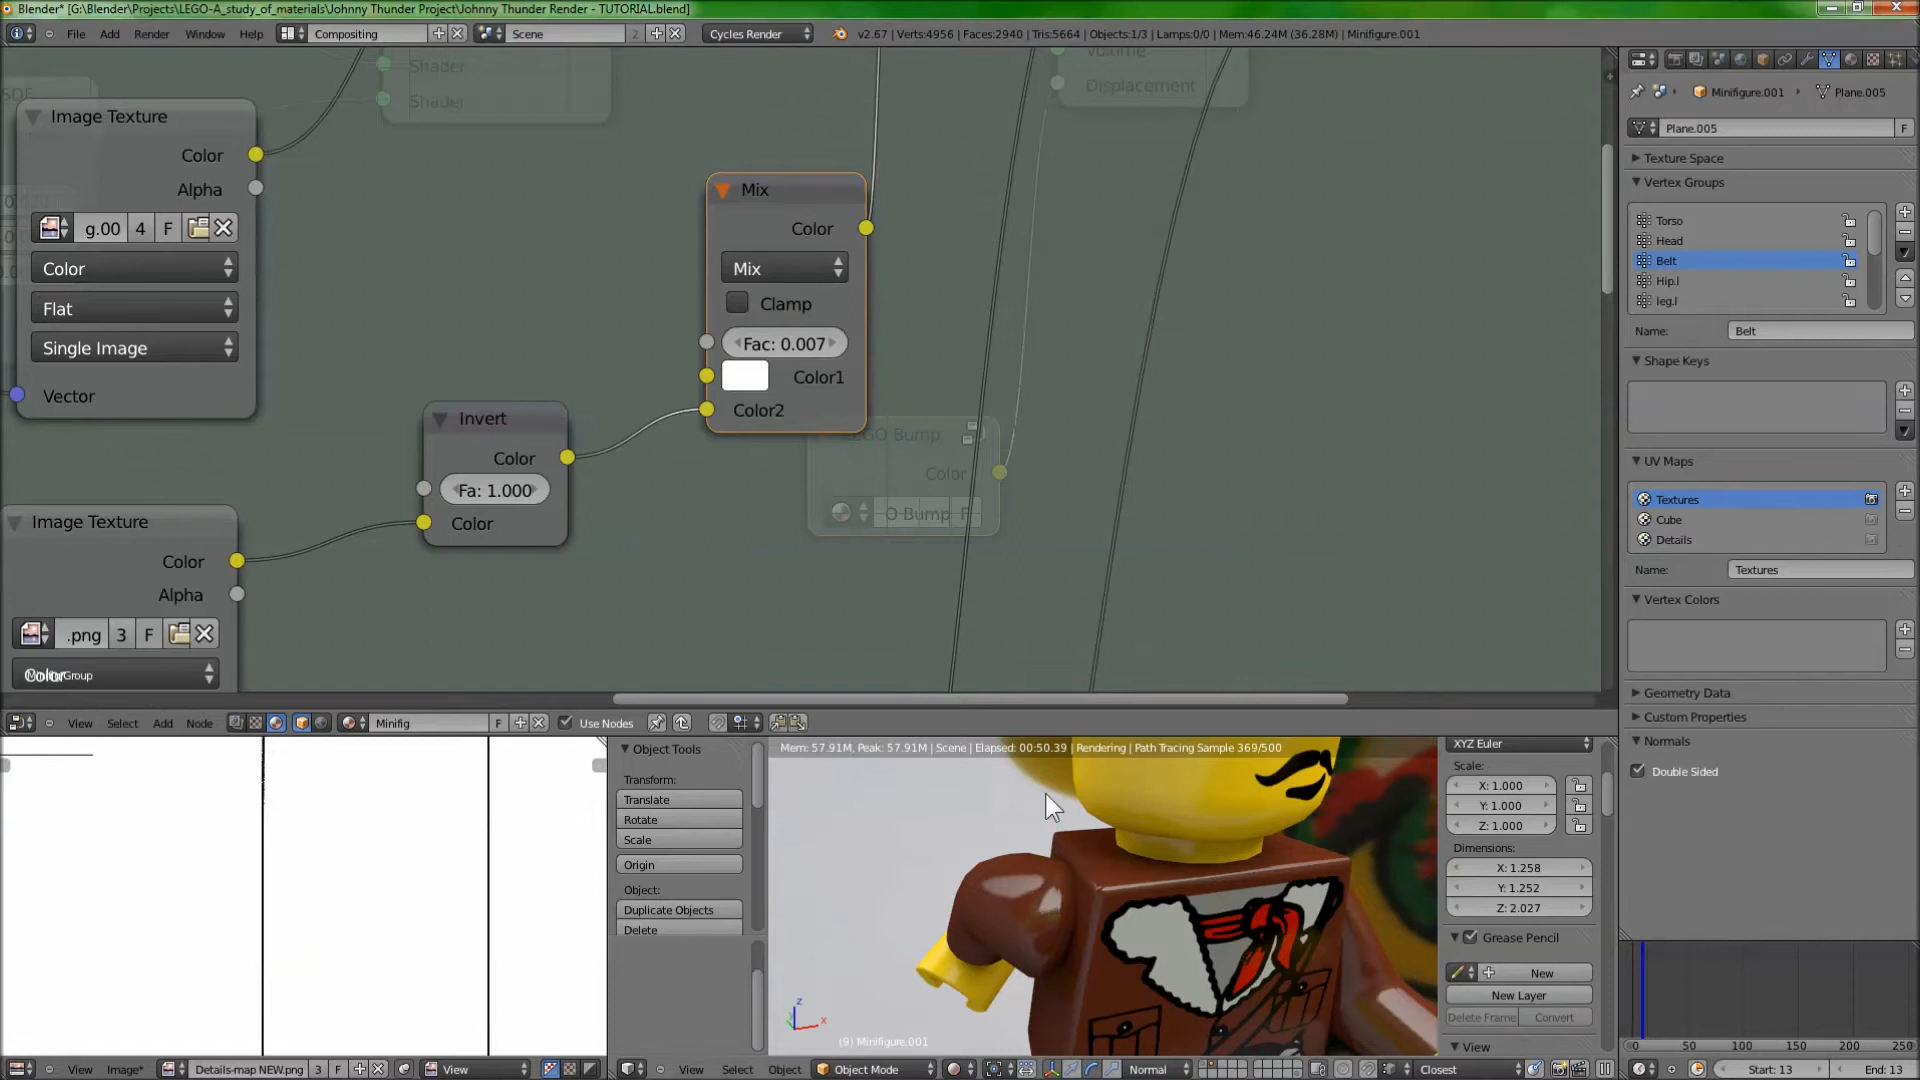 Blender* [G:\Blender\Projects\LEGO-A_study_of_materials\Johnny Thunder Project\Johnny Thunder Render - TUTORIAL.blend]
File Add Render Window Help Compositing Scene 2 Cycles Render v2.67 | Verts:4956 | Faces:2940 | Tris:5664 | Objects:1/3 | Lamps:0/0 | Mem:46.24M (36.28M) | Minifigure.001
Shader
Shader
Volume
Displacement
Image Texture
Color
Alpha
g.00 4 F
Color
Flat
Single Image
Vector
Mix
Color
Mix
Clamp
Fac: 0.007
Color1
Color2
Invert
Color
Fa: 1.000
Color
LEGO Bump
Color
O Bump F
Image Texture
Color
Alpha
.png 3 F
Color
View Select Add Node Minifig F Use Nodes
Minifigure.001 Plane.005
Plane.005 F
Texture Space
Vertex Groups
Torso
Head
Belt
Hip.l
leg.l
Name: Belt
Shape Keys
UV Maps
Textures
Cube
Details
Name: Textures
Vertex Colors
Geometry Data
Custom Properties
Normals
Double Sided
Object Tools
Transform:
Translate
Rotate
Scale
Origin
Object:
Duplicate Objects
Delete
Mem: 57.91M, Peak: 57.91M | Scene | Elapsed: 00:50.39 | Rendering | Path Tracing Sample 369/500
z
x
(9) Minifigure.001
XYZ Euler
Scale:
X: 1.000
Y: 1.000
Z: 1.000
Dimensions:
X: 1.258
Y: 1.252
Z: 2.027
Grease Pencil
New
New Layer
Delete Frame Convert
View
0 50 100 150 200 250
View Image* Details-map NEW.png 3 F View
View Select Object Object Mode Normal Closest
Start: 13 End: 13